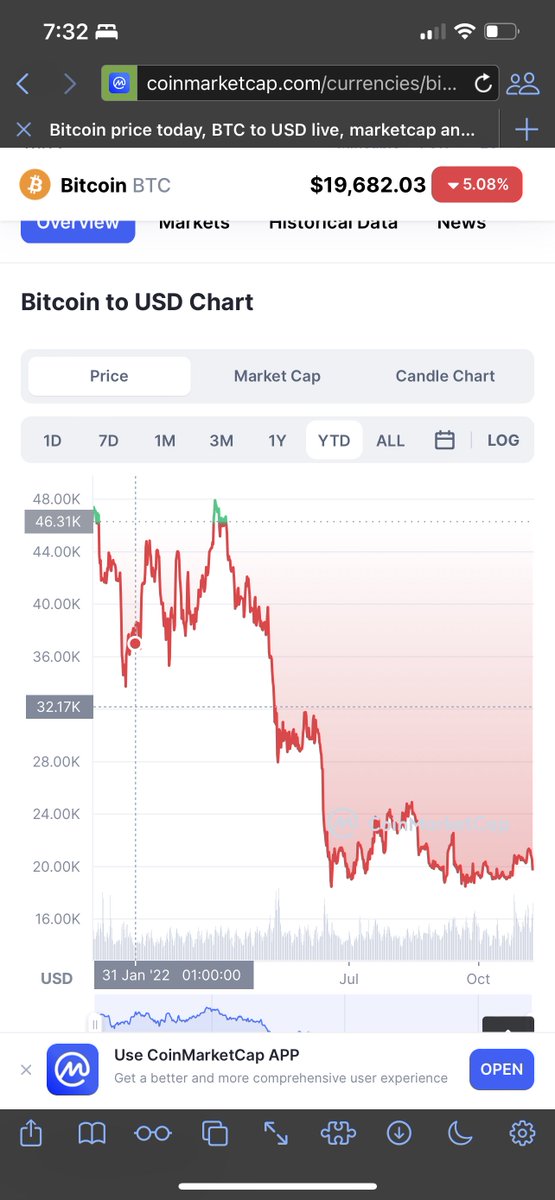 7:32
coinmarketcap.com/currencies/bi...
Bitcoin price today, BTC to USD live, marketcap an...
Bitcoin BTC
$19,682.03
5.08%
Overview Markets Historical Data News
Bitcoin to USD Chart
Price Market Cap Candle Chart
1D 7D 1M 3M 1Y YTD ALL LOG
48.00K
46.31K
44.00K
40.00K
36.00K
32.17K
28.00K
24.00K
CoinMarketCap
20.00K
16.00K
USD
31 Jan '22 01:00:00
Jul
Oct
Use CoinMarketCap APP
Get a better and more comprehensive user experience
OPEN